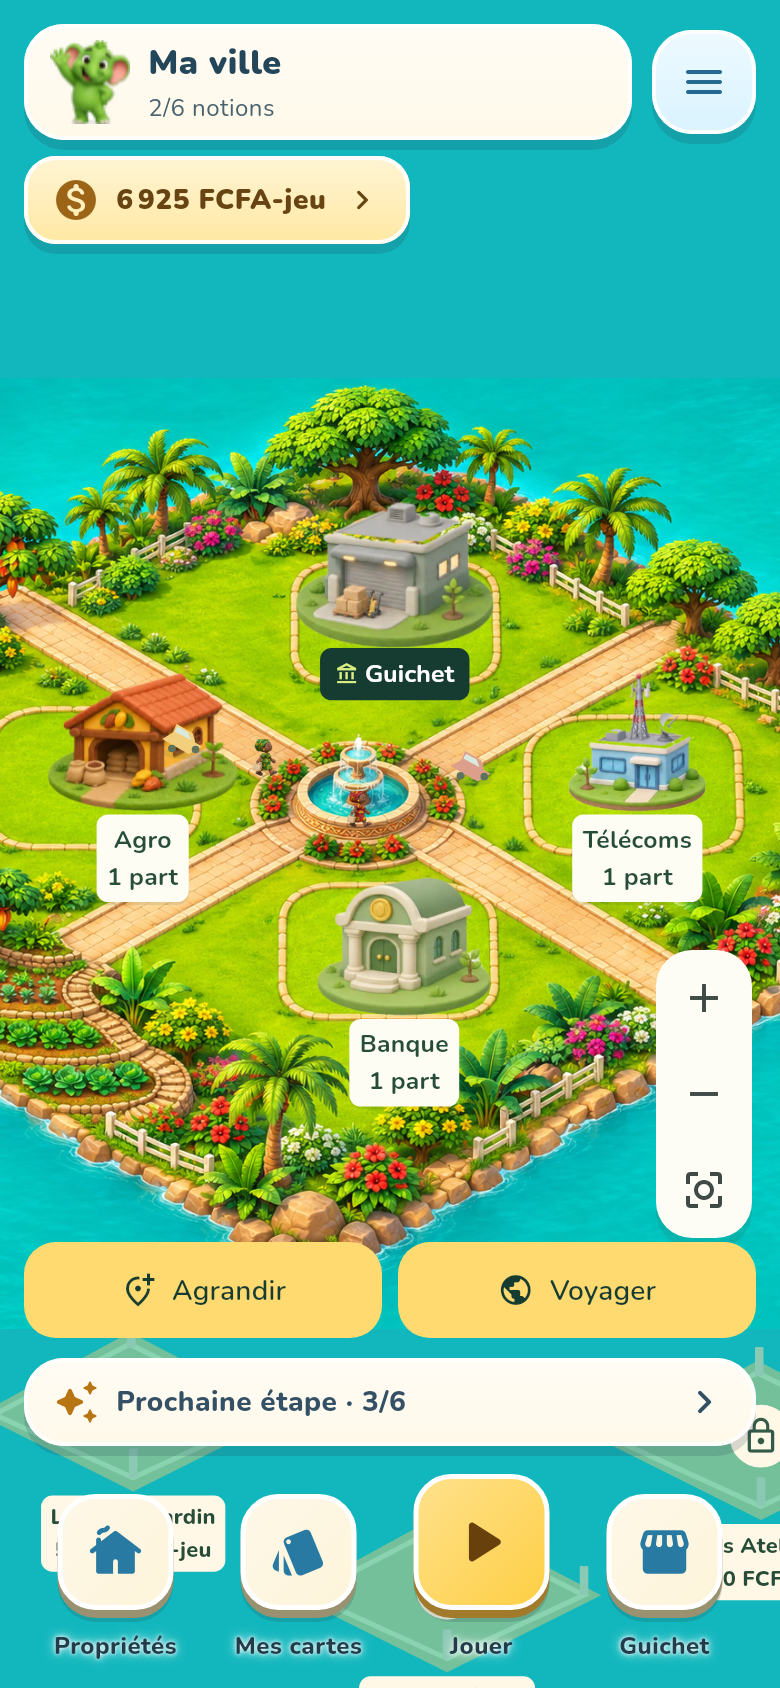 Ma ville
2/6 notions
6 925 FCFA-jeu
Guichet
Agro
1 part
Télécoms
1 part
Banque
1 part
Agrandir
Voyager
Prochaine étape · 3/6
-jeu
Propriétés
Mes cartes
Jouer
Guichet